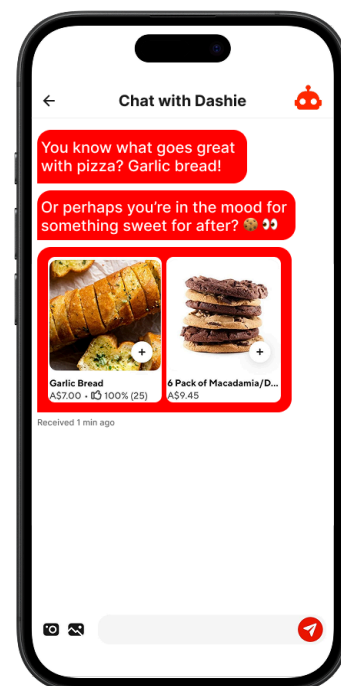 Chat with Dashie
You know what goes great
with pizza? Garlic bread!
Or perhaps you're in the mood for
something sweet for after? 🍪 👀
Garlic Bread
A$7.00 • 👍 100% (25)
6 Pack of Macadamia/D...
A$9.45
Received 1 min ago